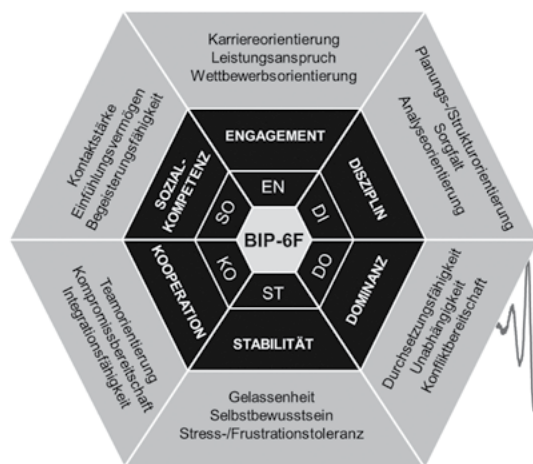 Karriereorientierung
Leistungsanspruch
Wettbewerbsorientierung
Planungs-/Strukturorientierung
Sorgfalt
Analyseorientierung
Kontaktstärke
Einfühlungsvermögen
Begeisterungsfähigkeit
ENGAGEMENT
SOZIAL-
KOMPETENZ
DISZIPLIN
EN
SO
DI
BIP-6F
KO
DO
ST
KOOPERATION
DOMINANZ
STABILITÄT
Teamorientierung
Kompromissbereitschaft
Integrationsfähigkeit
Durchsetzungsfähigkeit
Unabhängigkeit
Konfliktbereitschaft
Gelassenheit
Selbstbewusstsein
Stress-/Frustrationstoleranz